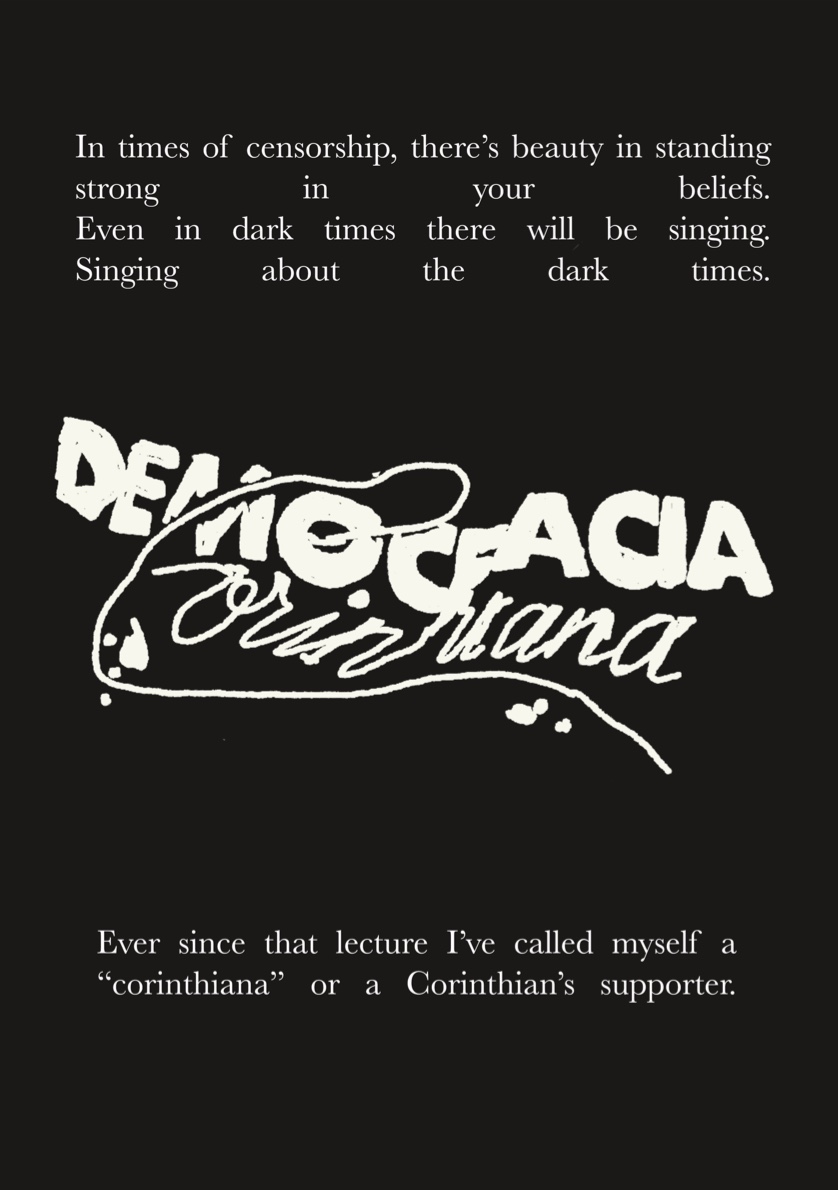 In times of censorship, there’s beauty in standing
strong in your beliefs.
Even in dark times there will be singing.
Singing about the dark times.
DEMOCRACIA
Corinthiana
Ever since that lecture I’ve called myself a
“corinthiana” or a Corinthian’s supporter.